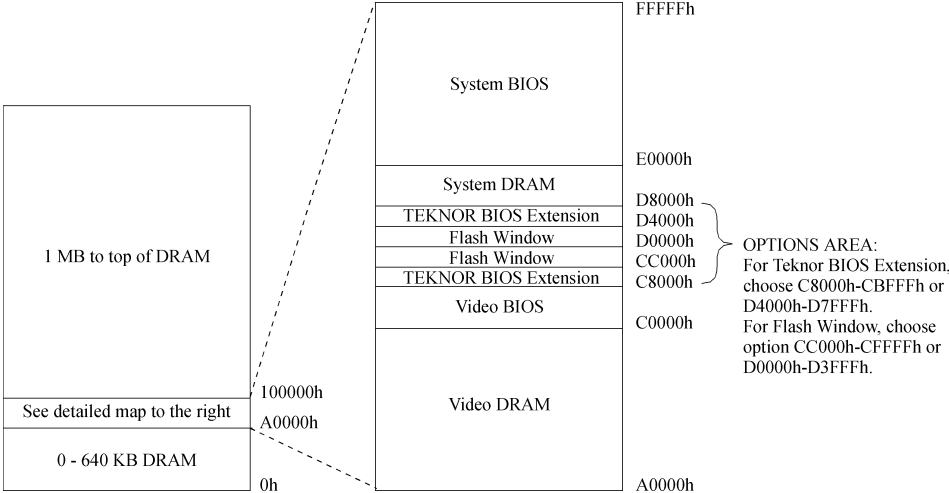 FFFFFh
System BIOS
E0000h
System DRAM
D8000h
TEKNOR BIOS Extension
D4000h
Flash Window
D0000h
Flash Window
CC000h
TEKNOR BIOS Extension
C8000h
Video BIOS
C0000h
Video DRAM
A0000h
OPTIONS AREA:
For Teknor BIOS Extension,
choose C8000h-CBFFFh or
D4000h-D7FFFh.
For Flash Window, choose
option CC000h-CFFFFh or
D0000h-D3FFFh.
1 MB to top of DRAM
100000h
See detailed map to the right
A0000h
0 - 640 KB DRAM
0h